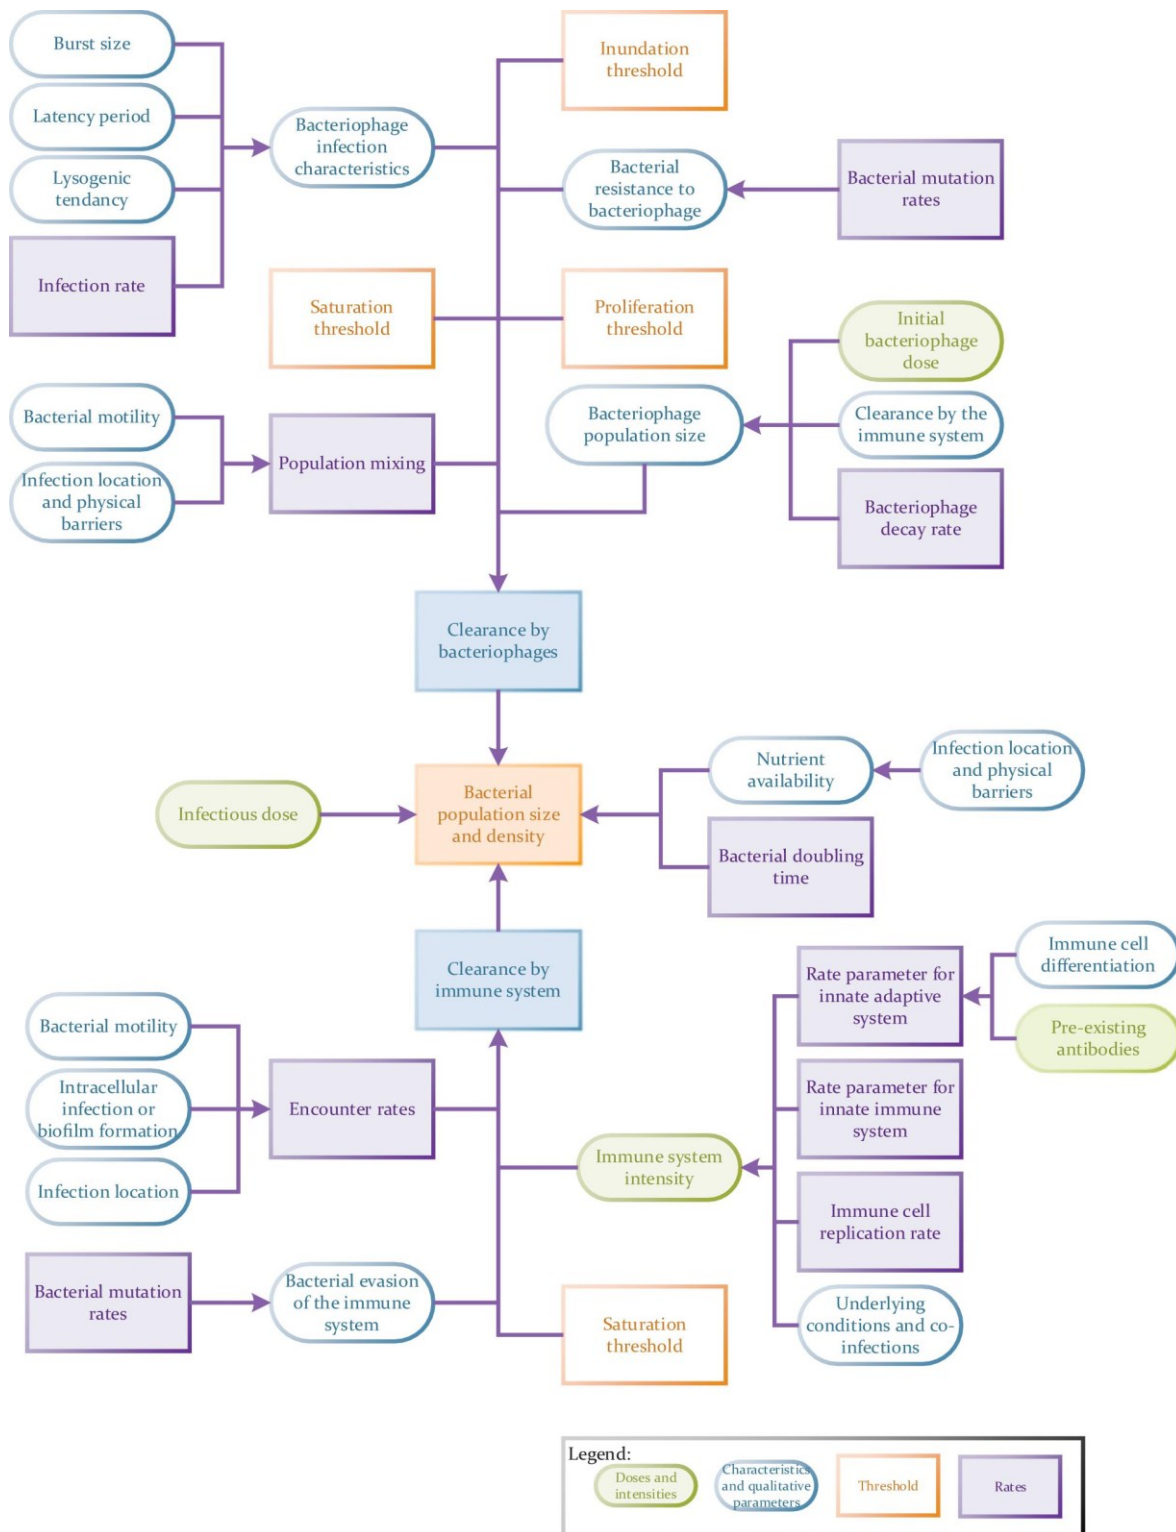 Burst size
Latency period
Lysogenic
tendancy
Infection rate
Bacteriophage
infection
characteristics
Inundation
threshold
Bacterial
resistance to
bacteriophage
Bacterial mutation
rates
Saturation
threshold
Proliferation
threshold
Initial
bacteriophage
dose
Bacterial motility
Infection location
and physical
barriers
Population mixing
Bacteriophage
population size
Clearance by the
immune system
Bacteriophage
decay rate
Clearance by
bacteriophages
Infectious dose
Bacterial
population size
and density
Nutrient
availability
Infection location
and physical
barriers
Bacterial doubling
time
Clearance by
immune system
Rate parameter for
innate adaptive
system
Immune cell
differentiation
Pre-existing
antibodies
Bacterial motility
Intracellular
infection or
biofilm formation
Infection location
Encounter rates
Immune system
intensity
Rate parameter for
innate immune
system
Immune cell
replication rate
Bacterial mutation
rates
Bacterial evasion
of the immune
system
Saturation
threshold
Underlying
conditions and co-
infections
Legend:
Doses and
intensities
Characteristics
and qualitative
parameters
Threshold
Rates